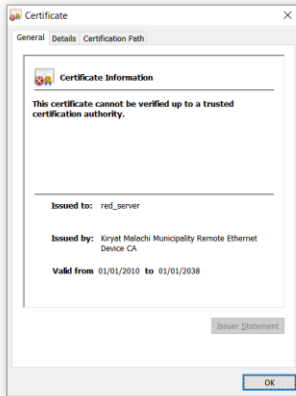 Certificate
General Details Certification Path
Certificate Information
This certificate cannot be verified up to a trusted
certification authority.
Issued to: red_server
Issued by: Kiryat Malachi Municipality Remote Ethernet
Device CA
Valid from 01/01/2010 to 01/01/2038
Issuer Statement
OK